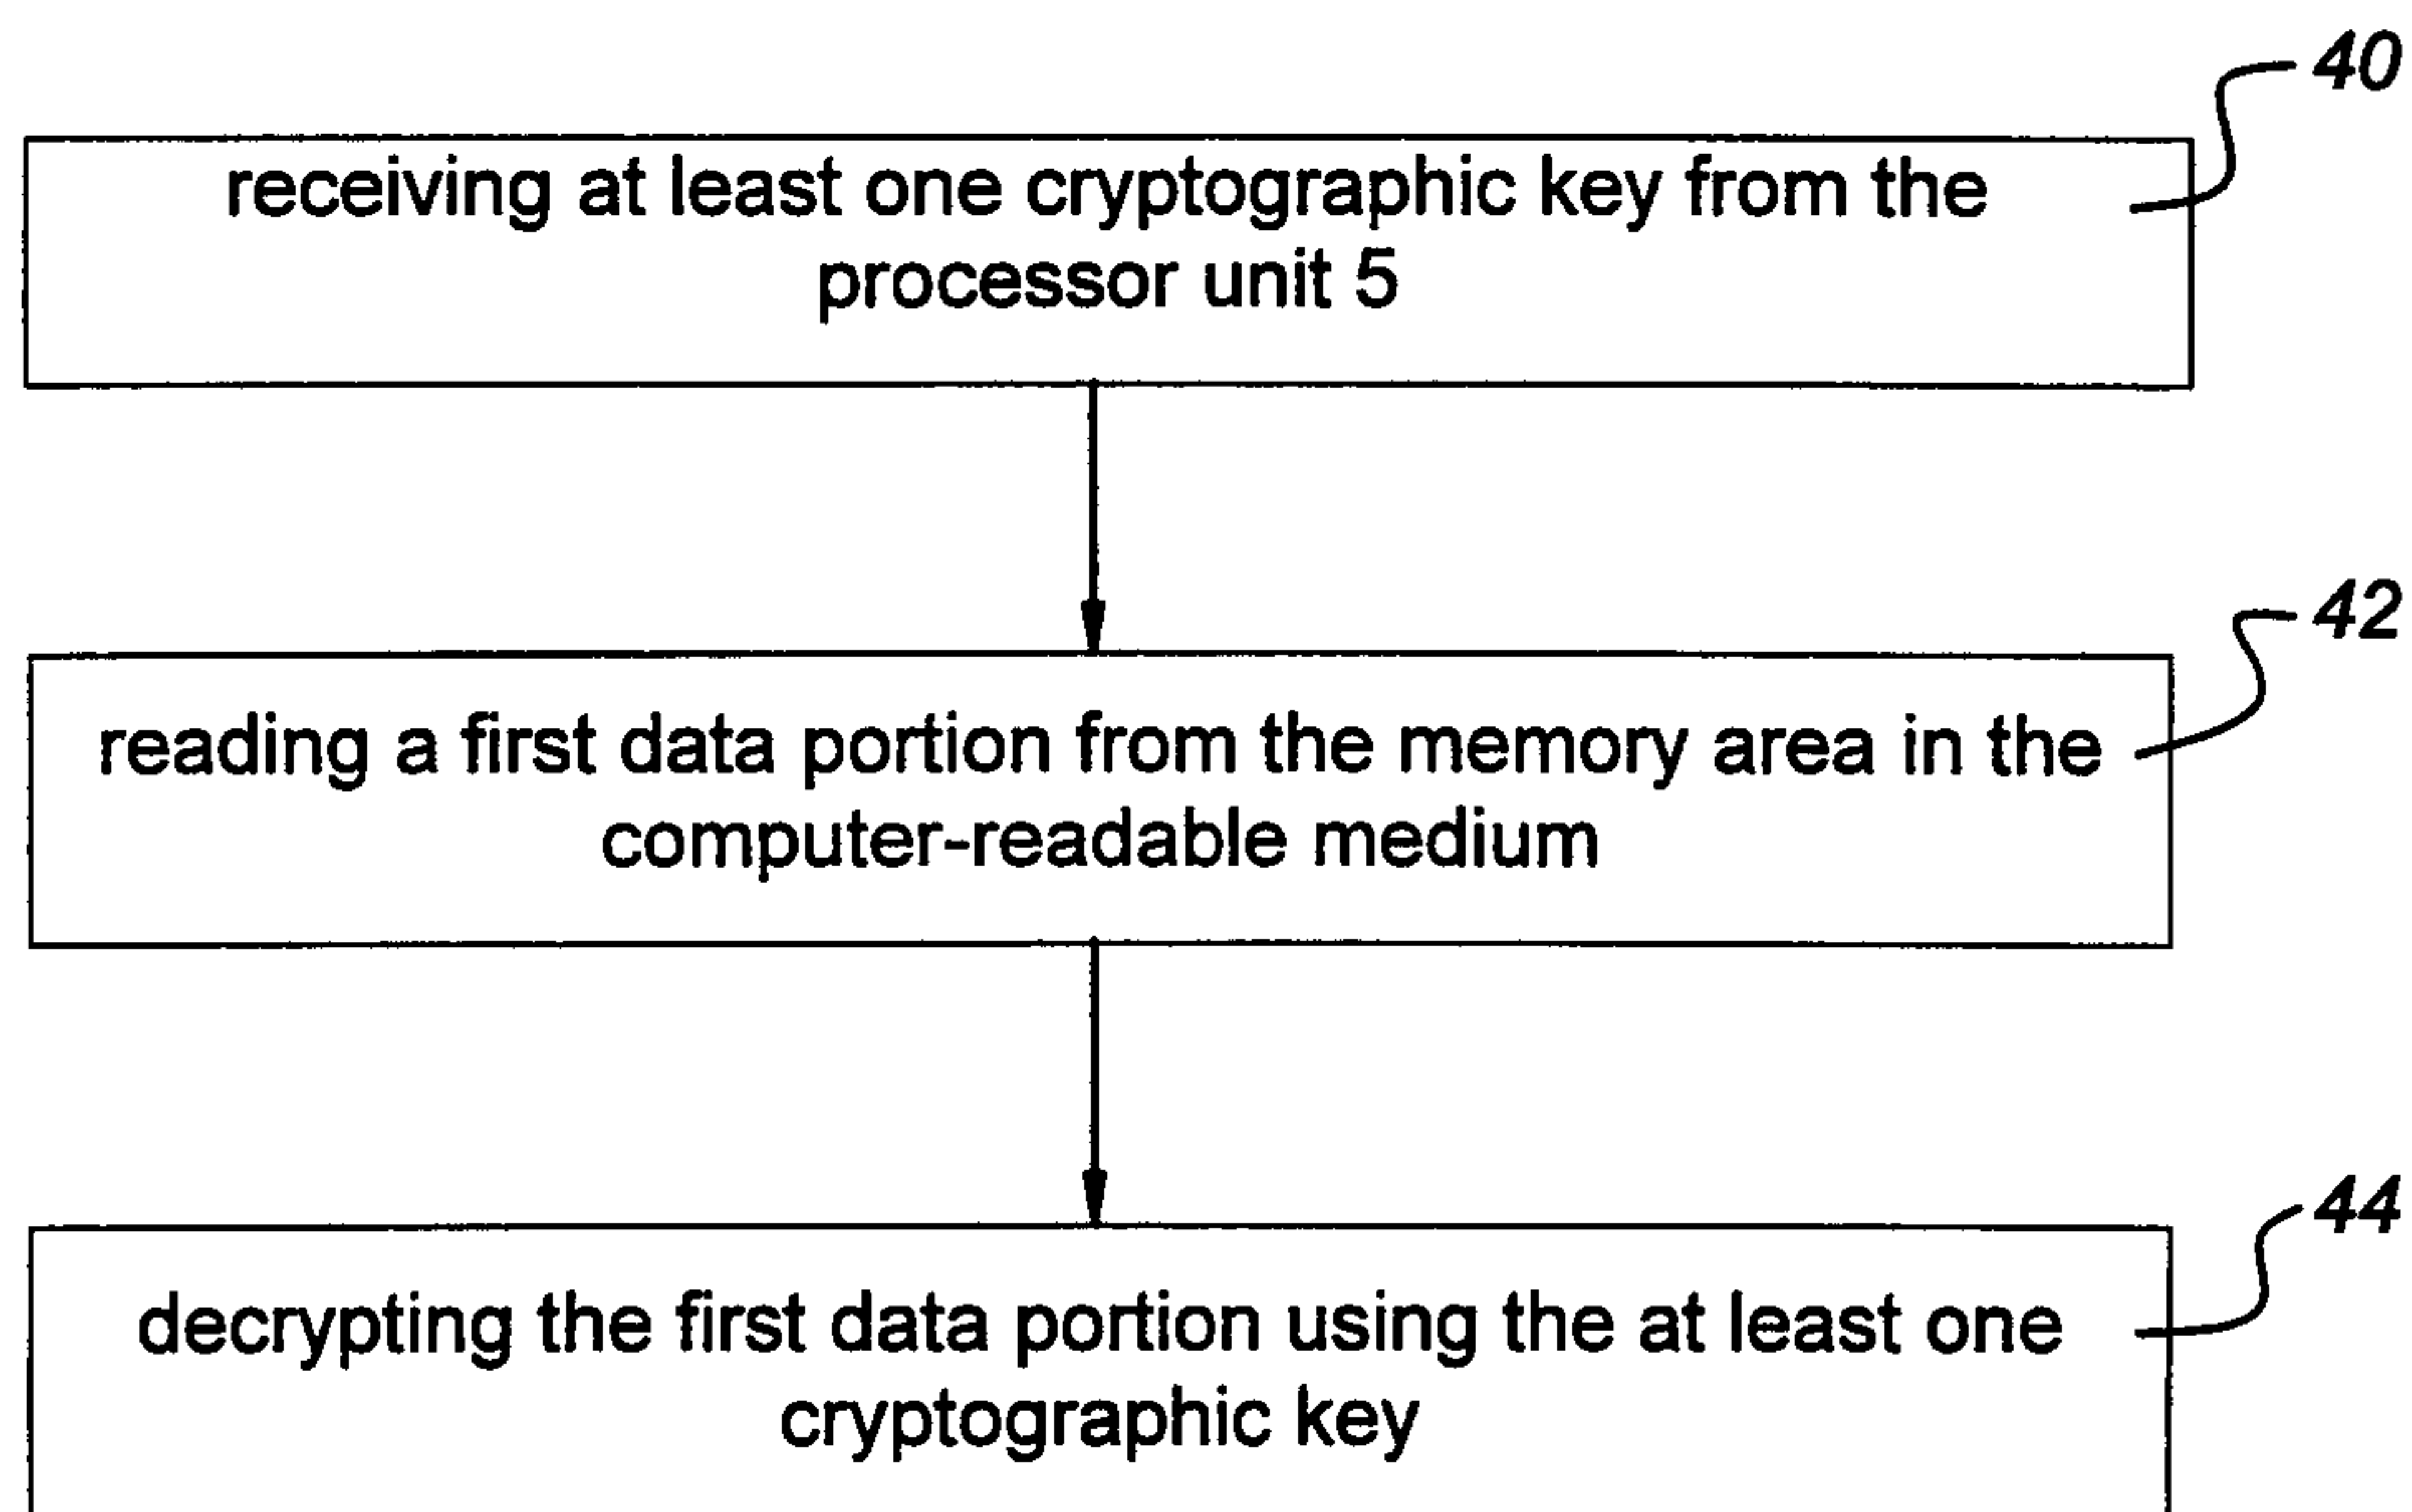 40
receiving at least one cryptographic key from the
processor unit 5
42
reading a first data portion from the memory area in the
computer-readable medium
44
decrypting the first data portion using the at least one
cryptographic key